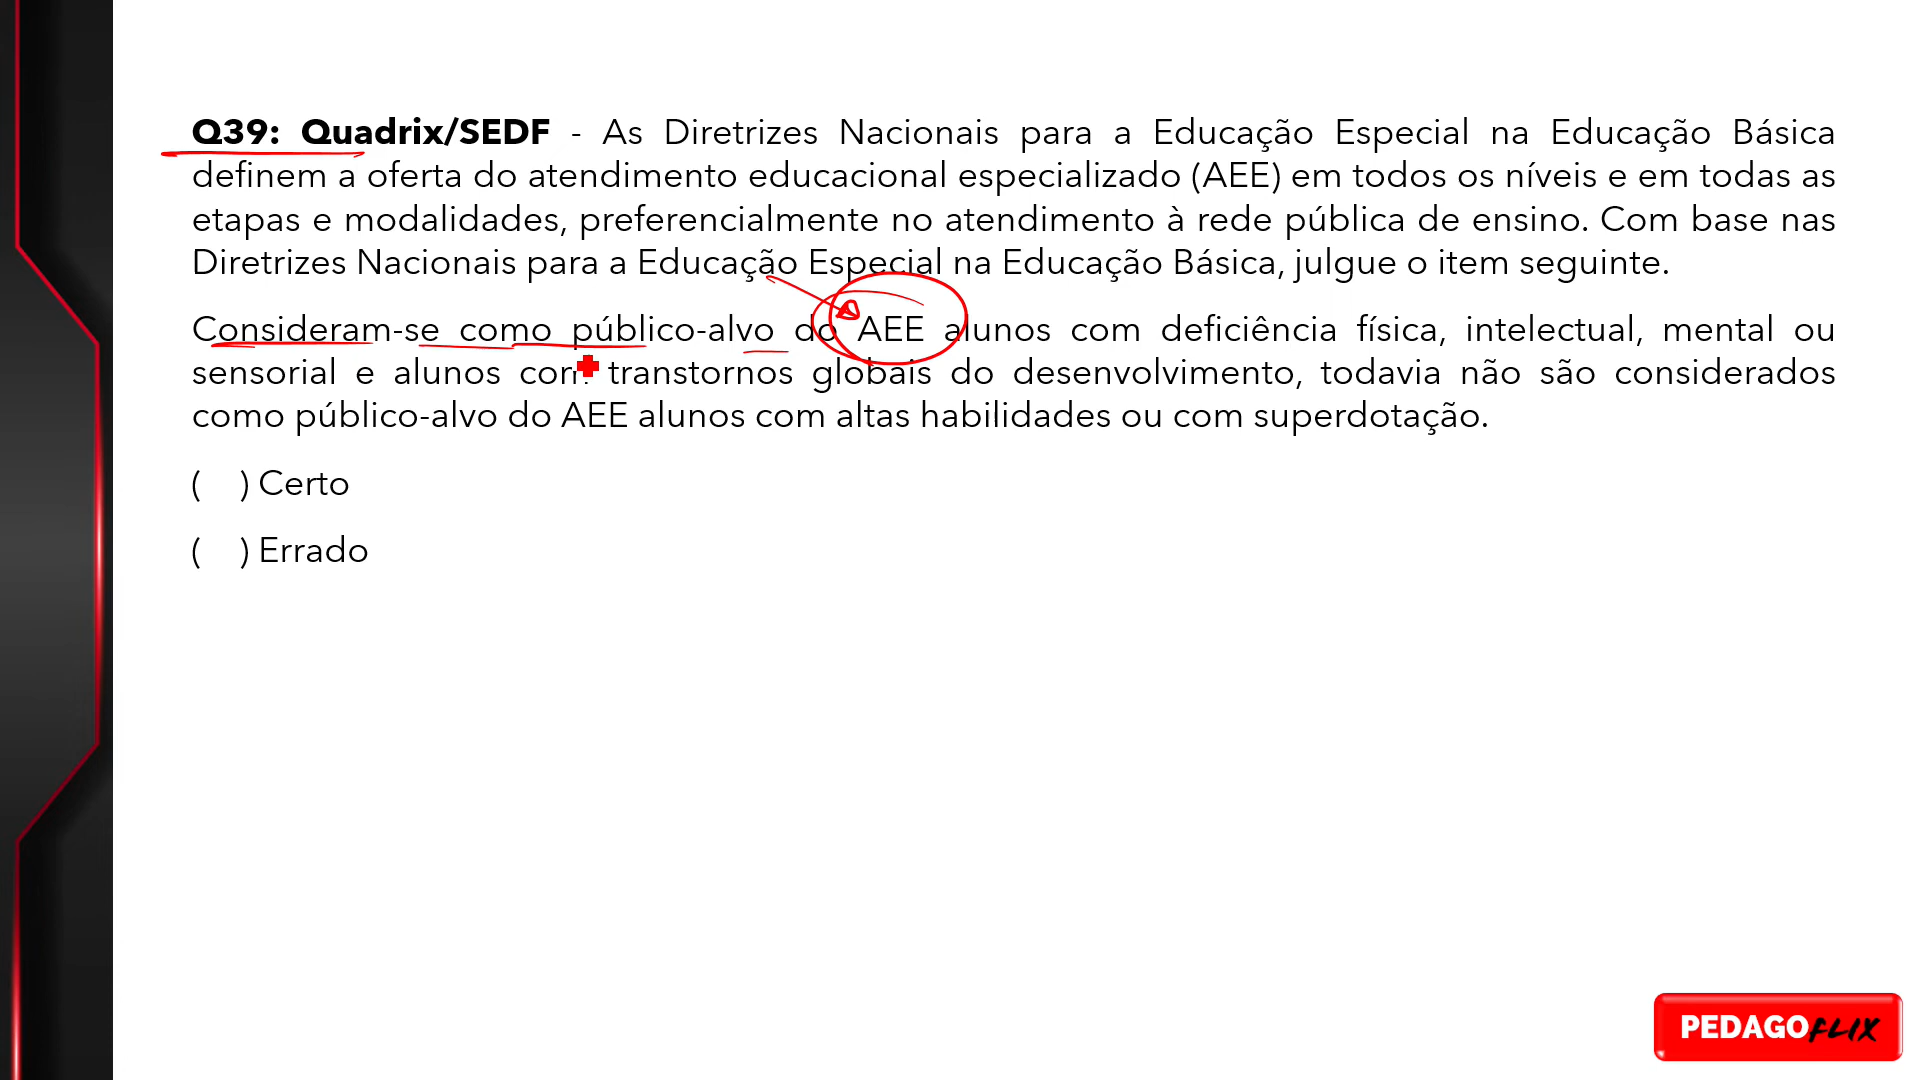 Q39: Quadrix/SEDF - As Diretrizes Nacionais para a Educação Especial na Educação Básica
definem a oferta do atendimento educacional especializado (AEE) em todos os níveis e em todas as
etapas e modalidades, preferencialmente no atendimento à rede pública de ensino. Com base nas
Diretrizes Nacionais para a Educação Especial na Educação Básica, julgue o item seguinte.
Consideram-se como público-alvo do AEE alunos com deficiência física, intelectual, mental ou
sensorial e alunos com transtornos globais do desenvolvimento, todavia não são considerados
como público-alvo do AEE alunos com altas habilidades ou com superdotação.
( ) Certo
( ) Errado
PEDAGOFLIX